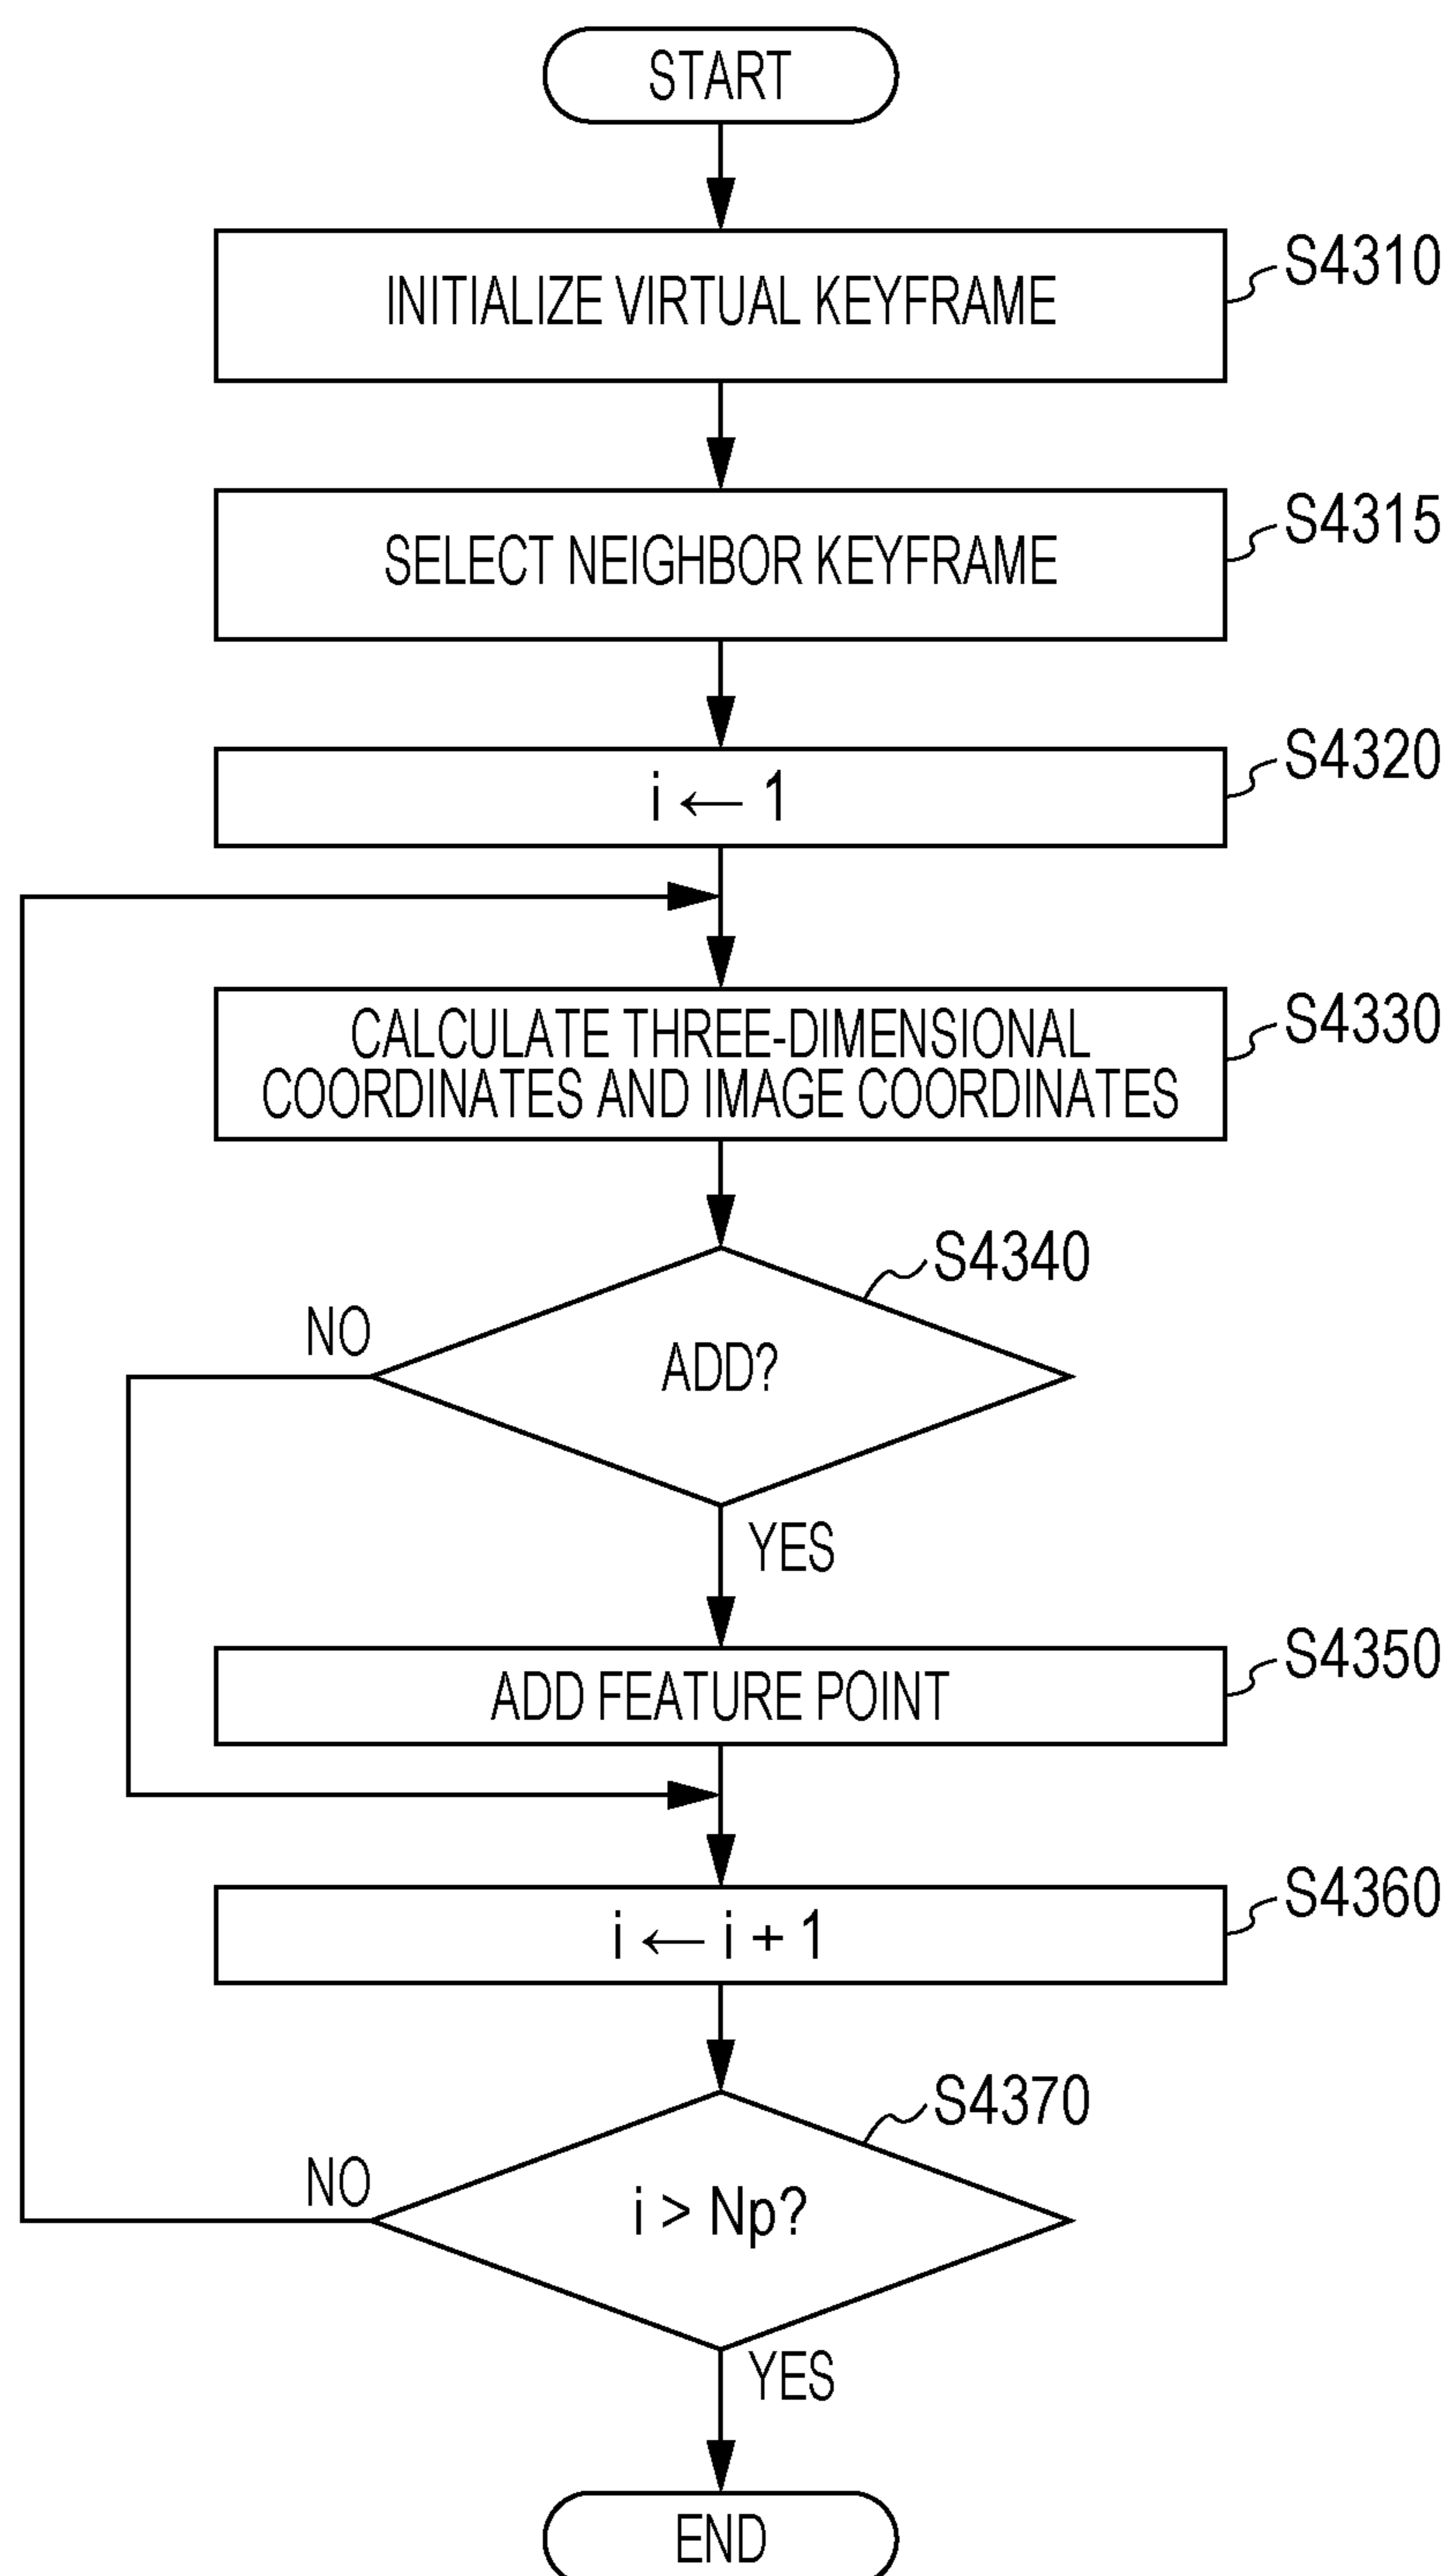 START
INITIALIZE VIRTUAL KEYFRAME
S4310
SELECT NEIGHBOR KEYFRAME
S4315
i ← 1
S4320
CALCULATE THREE-DIMENSIONAL
COORDINATES AND IMAGE COORDINATES
S4330
S4340
NO
ADD?
YES
ADD FEATURE POINT
S4350
i ← i + 1
S4360
S4370
NO
i > Np?
YES
END